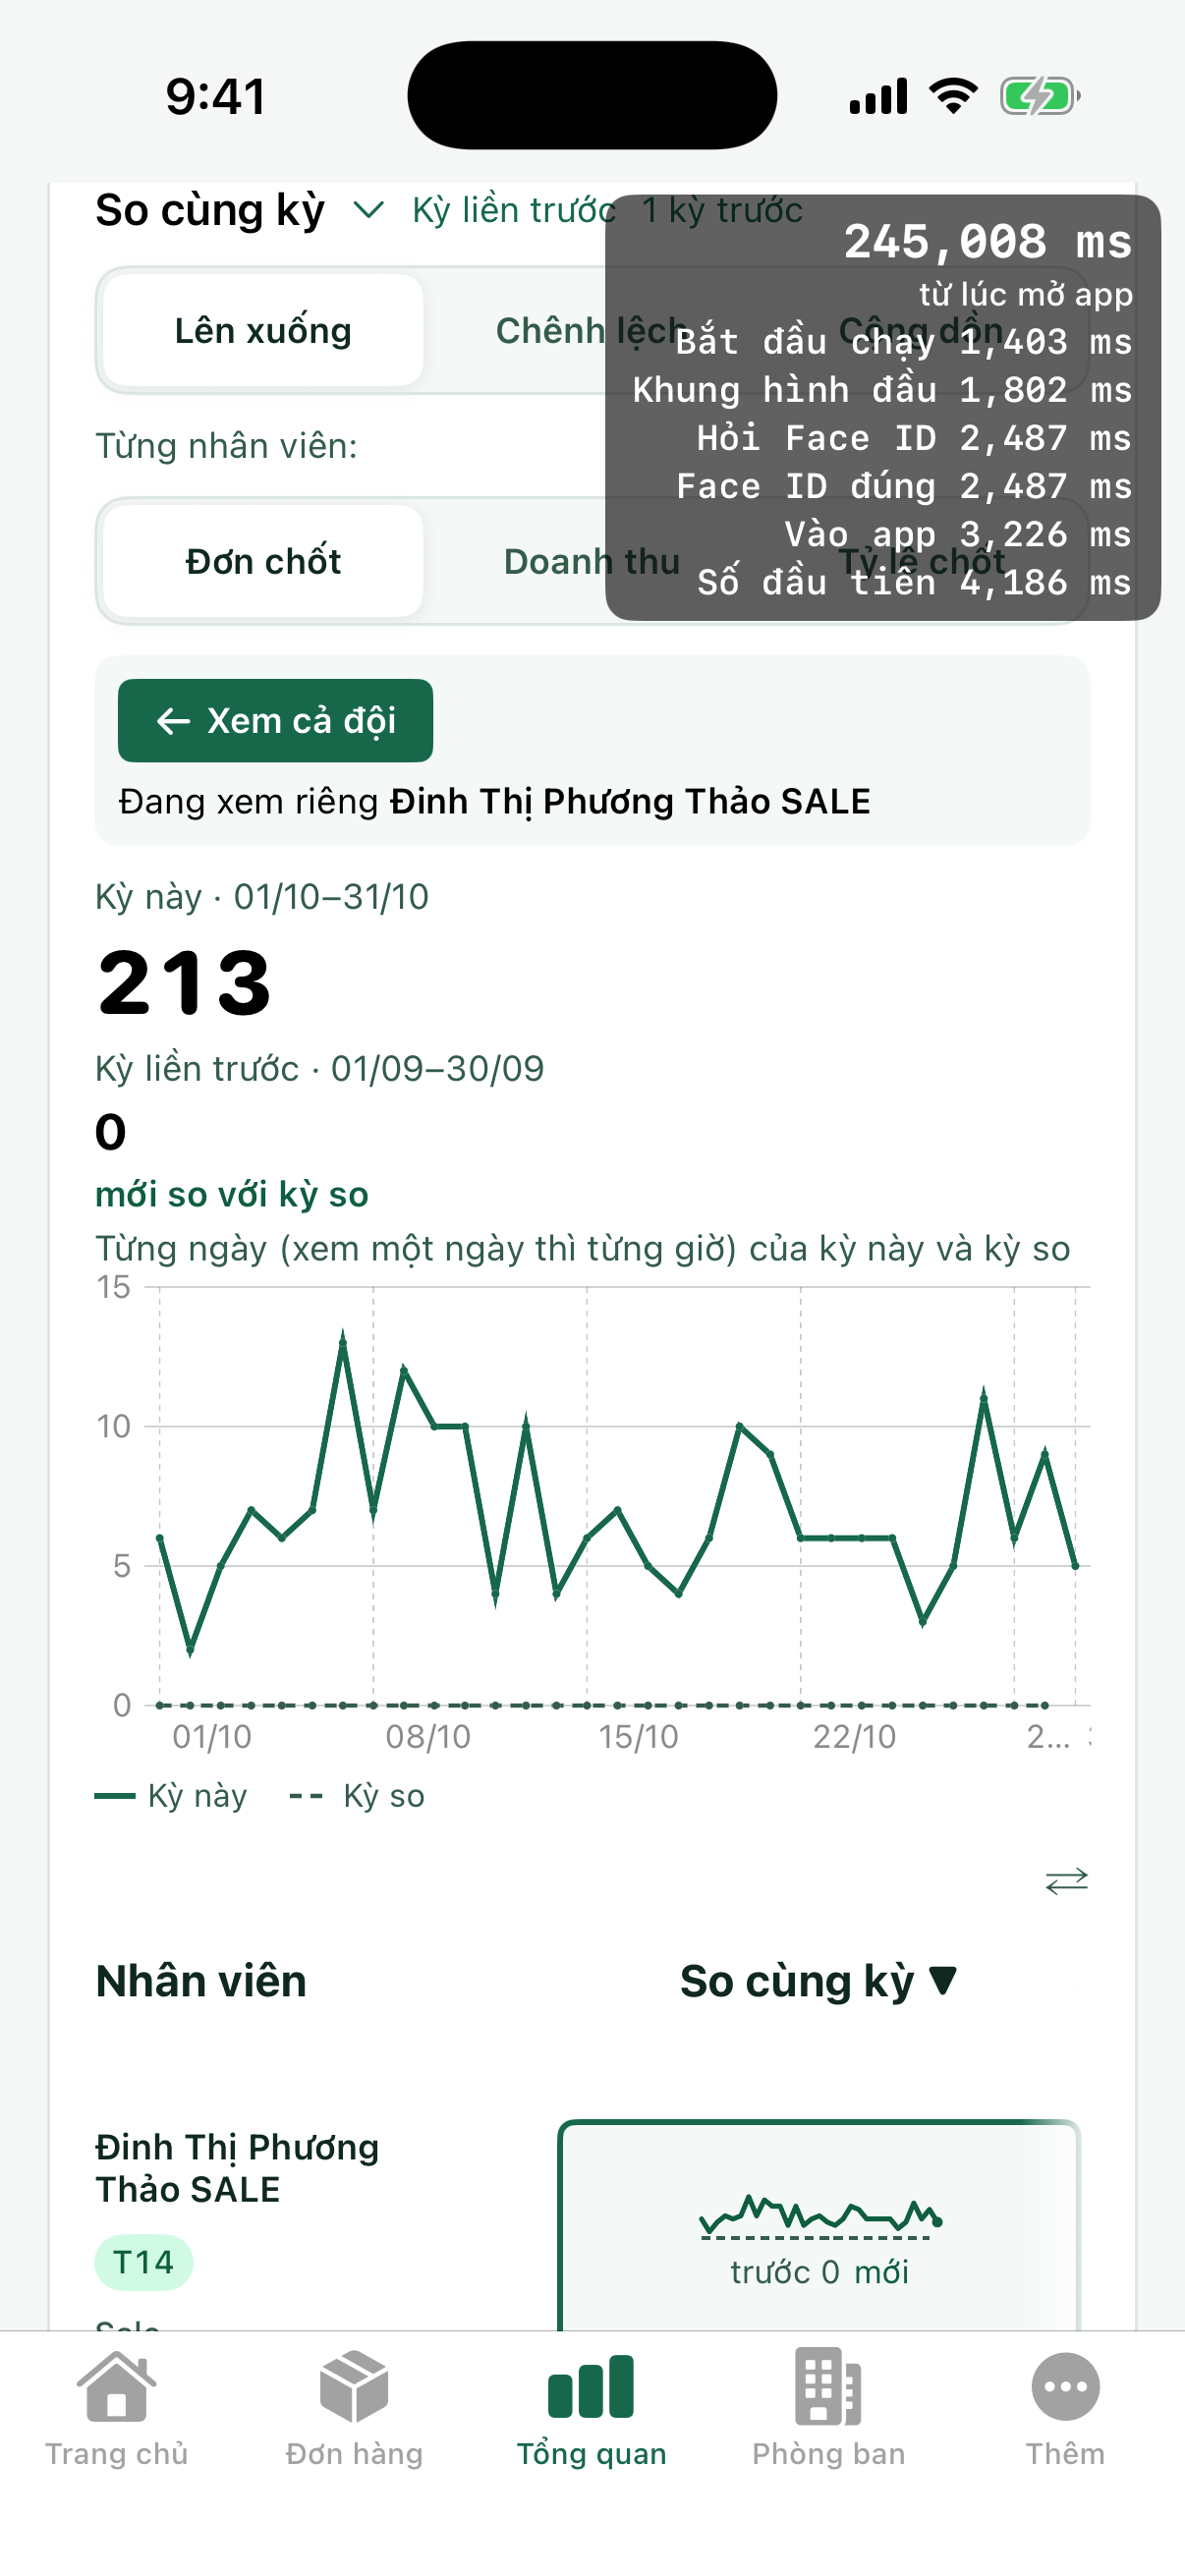 9:41
So cùng kỳ Kỳ liền trước 1 kỳ trước
245,008 ms
từ lúc mở app
Bắt đầu chạy 1,403 ms
Khung hình đầu 1,802 ms
Hỏi Face ID 2,487 ms
Face ID đúng 2,487 ms
Vào app 3,226 ms
Số đầu tiên 4,186 ms
Lên xuống Chênh lệch Cộng dồn
Từng nhân viên:
Đơn chốt Doanh thu Tỷ lệ chốt
← Xem cả đội
Đang xem riêng Đinh Thị Phương Thảo SALE
Kỳ này · 01/10–31/10
213
Kỳ liền trước · 01/09–30/09
0
mới so với kỳ so
Từng ngày (xem một ngày thì từng giờ) của kỳ này và kỳ so
15
10
5
0
01/10 08/10 15/10 22/10 2...
Kỳ này Kỳ so
Nhân viên So cùng kỳ ▼
Đinh Thị Phương
Thảo SALE
T14
trước 0 mới
Trang chủ Đơn hàng Tổng quan Phòng ban Thêm